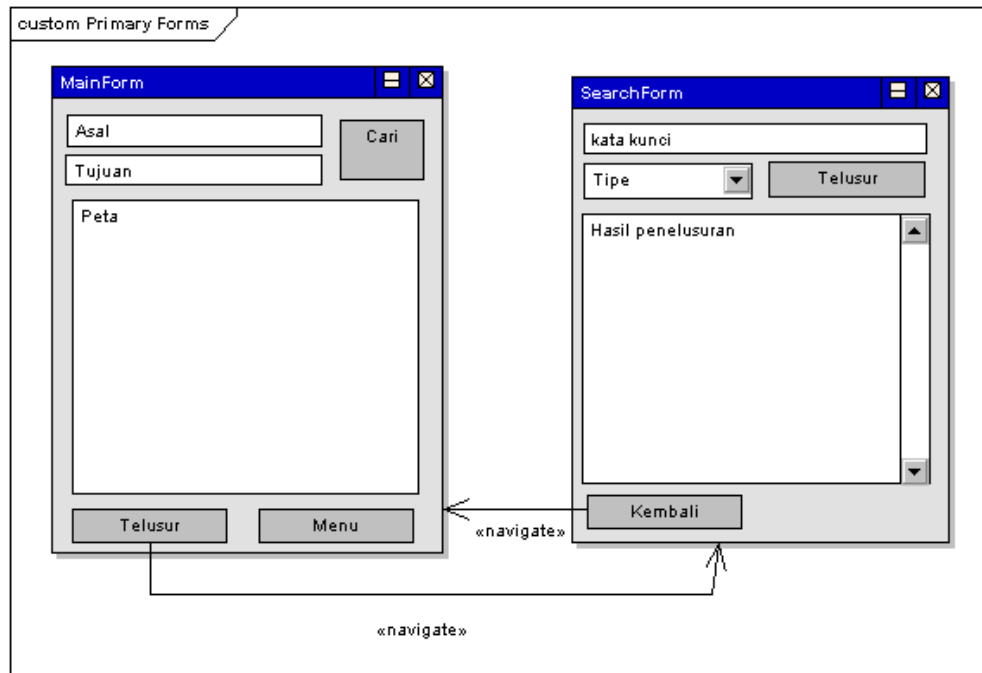 custom Primary Forms
MainForm
Asal
Cari
Tujuan
Peta
Telusur
Menu
SearchForm
kata kunci
Tipe
Telusur
Hasil penelusuran
Kembali
«navigate»
«navigate»